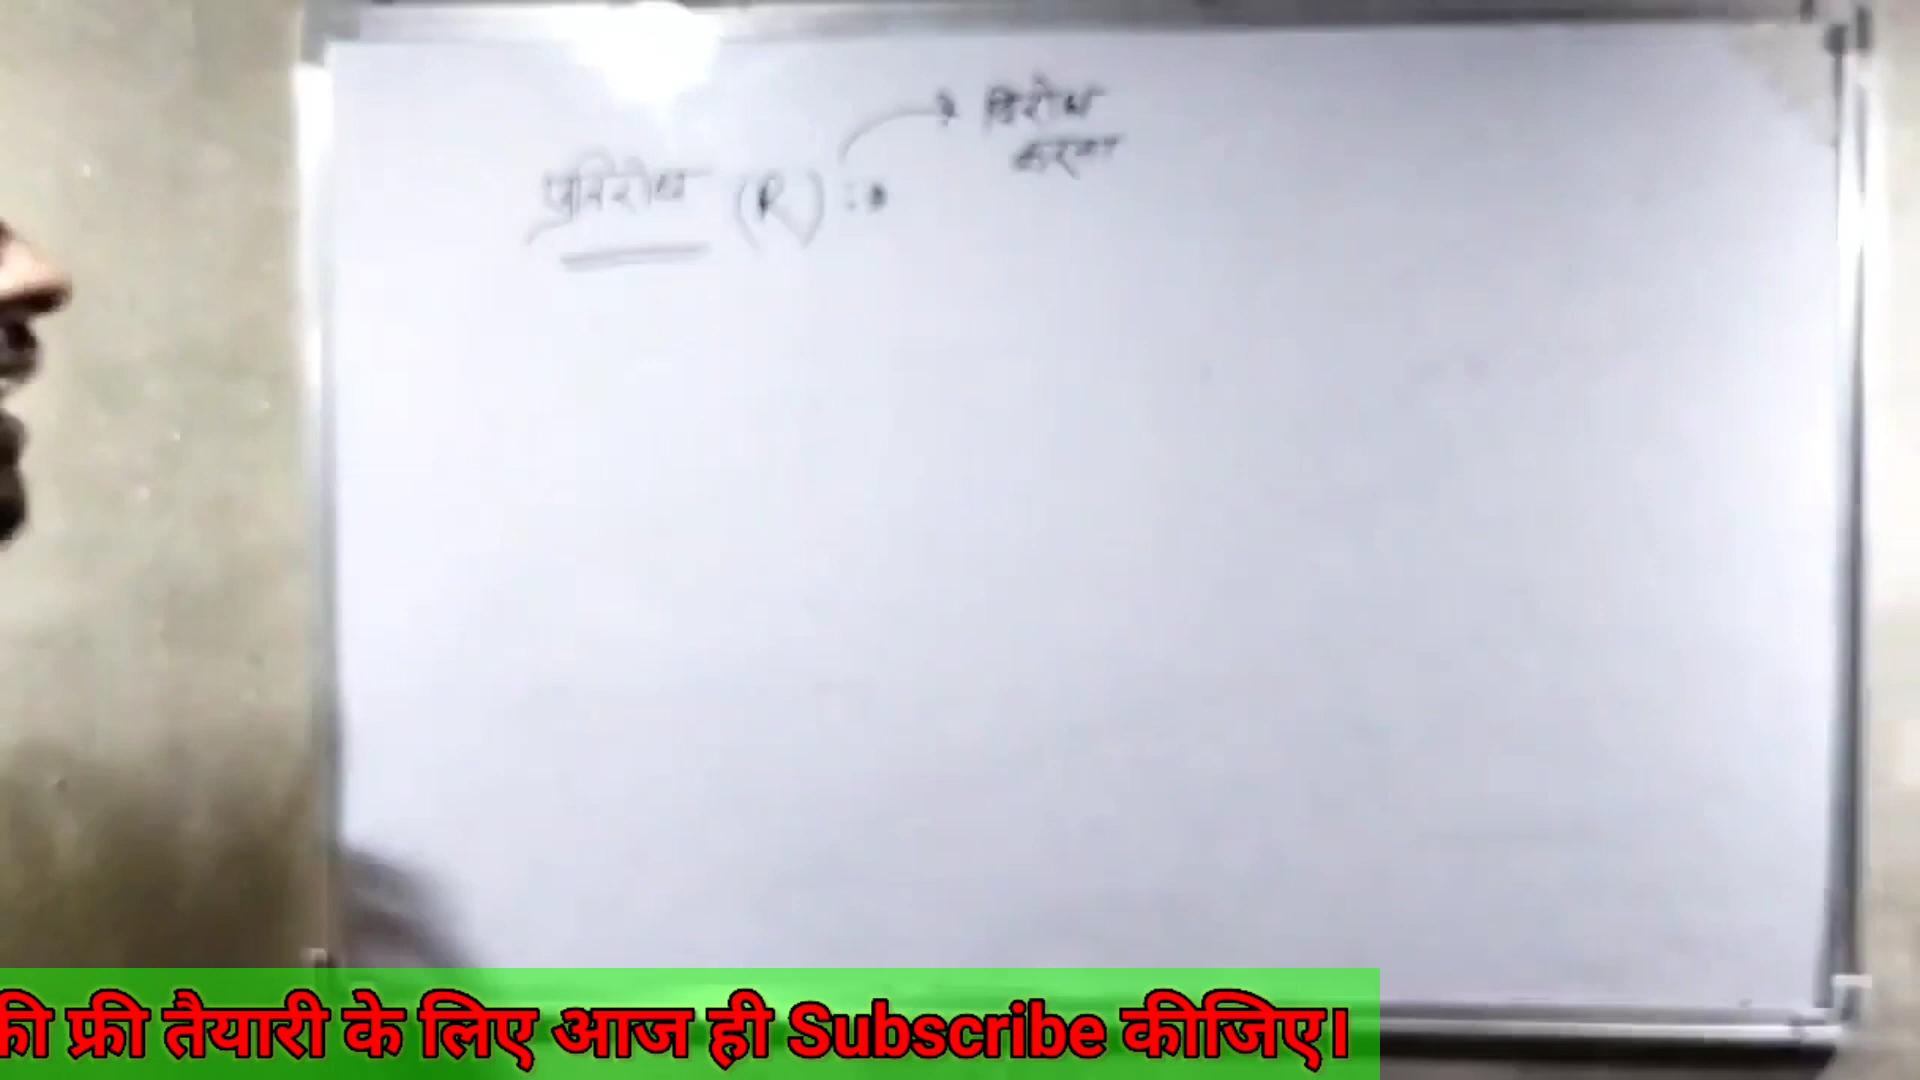 विरोध
करना
प्रतिरोध (R) :→
की फ्री तैयारी के लिए आज ही Subscribe कीजिए।